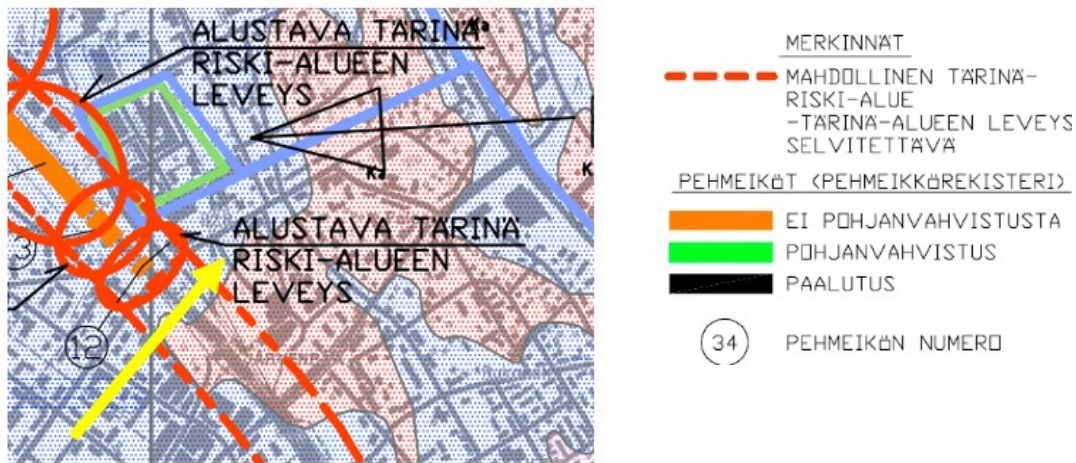 ALUSTAVA TÄRINÄ
RISKI-ALUEEN
LEVEYS
ALUSTAVA TÄRINÄ
RISKI-ALUEEN
LEVEYS
12
MERKINNÄT
MAHDOLLINEN TÄRINÄ-
RISKI-ALUE
-TÄRINÄ-ALUEEN LEVEYS
SELVITETTÄVÄ
PEHMEIKÖT (PEHMEIKKÖREKISTERI)
EI POHJANVAHVISTUSTA
POHJANVAHVISTUS
PAALUTUS
34 PEHMEIKÖN NUMERO